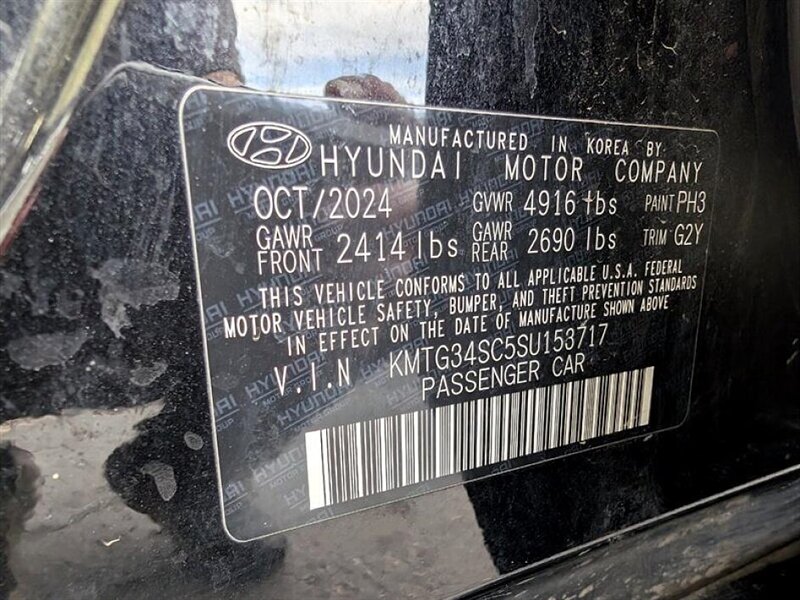 MANUFACTURED IN KOREA BY
HYUNDAI MOTOR COMPANY
OCT/2024 GVWR 4916 lbs PAINT PH3
GAWR FRONT 2414 lbs GAWR REAR 2690 lbs TRIM G2Y
THIS VEHICLE CONFORMS TO ALL APPLICABLE U.S.A. FEDERAL
MOTOR VEHICLE SAFETY, BUMPER, AND THEFT PREVENTION STANDARDS
IN EFFECT ON THE DATE OF MANUFACTURE SHOWN ABOVE
V.I.N KMTG34SC5SU153717
PASSENGER CAR